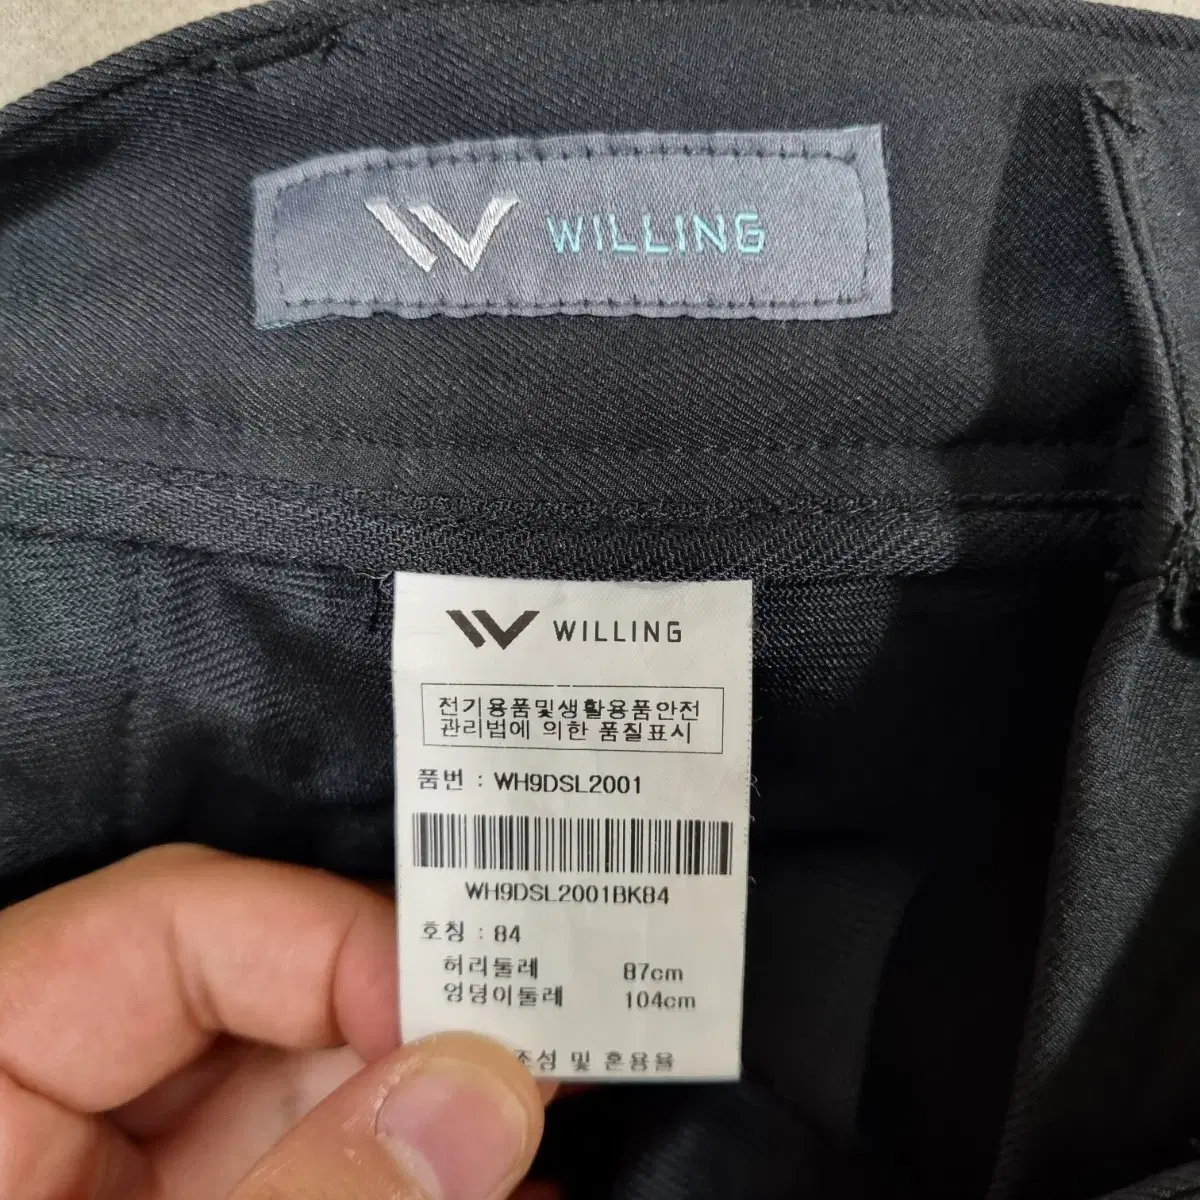 WILLING
WILLING
전기용품및생활용품안전
관리법에 의한 품질표시
품번 : WH9DSL2001
WH9DSL2001BK84
호칭 : 84
허리둘레 87cm
엉덩이둘레 104cm
조성 및 혼용율